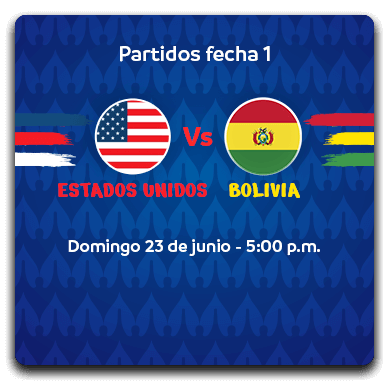 Partidos fecha 1
Vs
ESTADOS UNIDOS BOLIVIA
Domingo 23 de junio - 5:00 p.m.